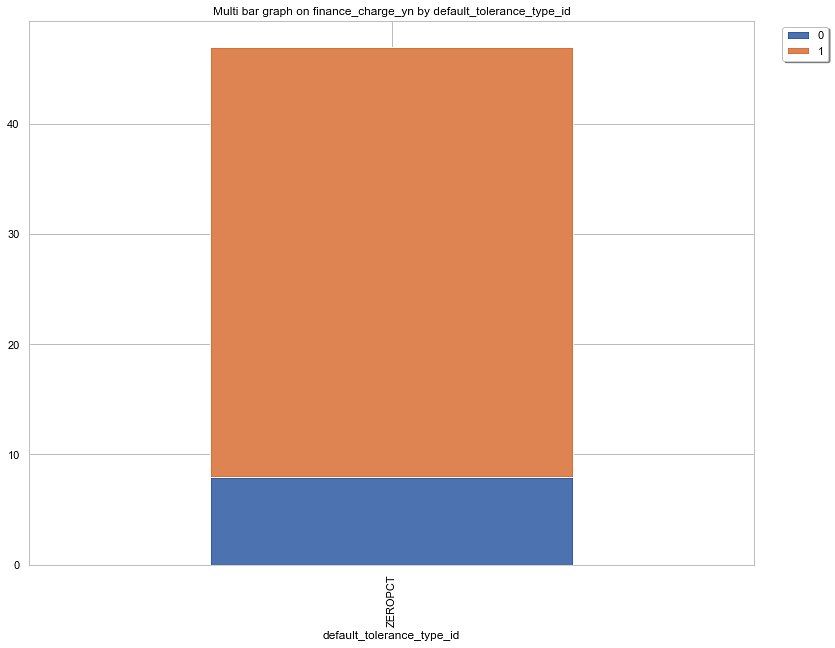 Multi bar graph on finance_charge_yn by default_tolerance_type_id
0
1
40
30
20
10
0
ZEROPCT
default_tolerance_type_id